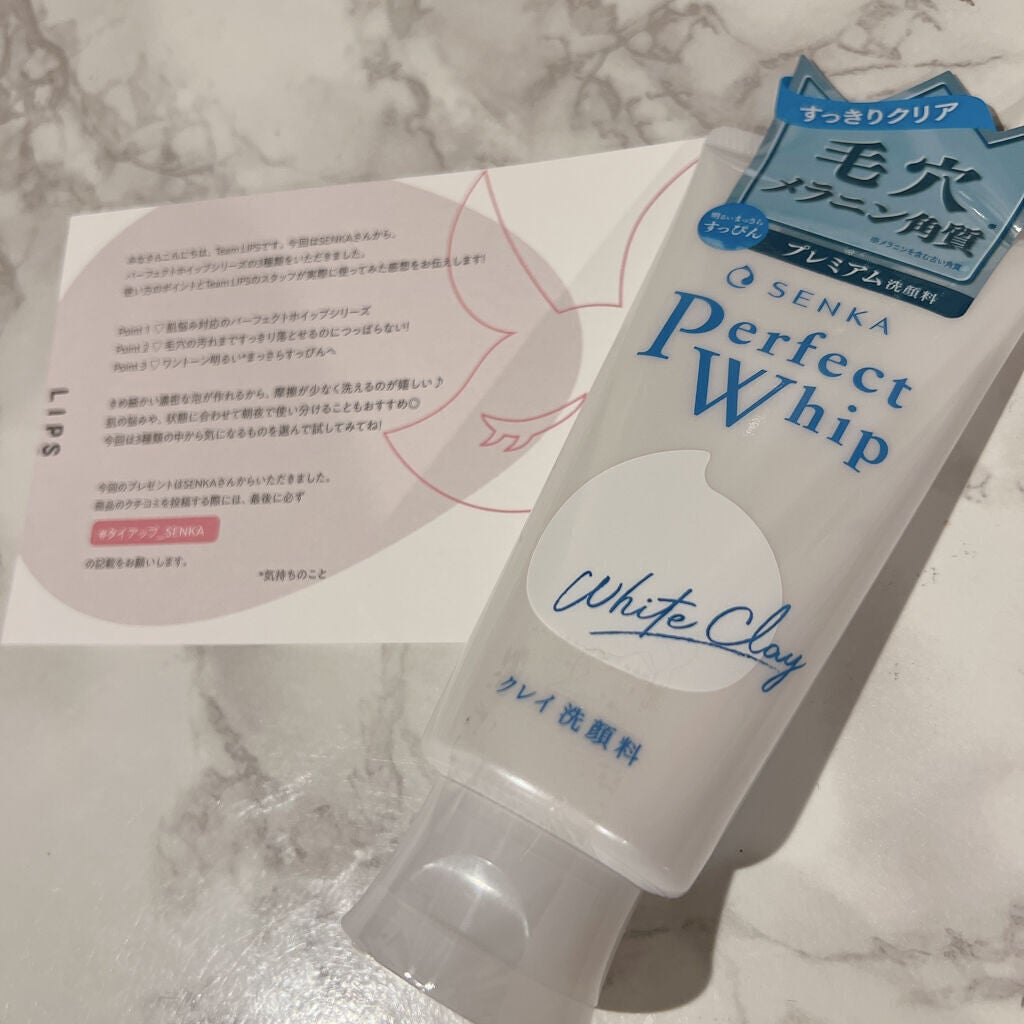 みなさんこんにちは、Team LIPSです。今回はSENKAさんから、
パーフェクトホイップシリーズの3種類をいただきました。
使い方のポイントとTeam LIPSのスタッフが実際に使ってみた感想をお伝えします!
Point 1 ♡ 肌悩み対応のパーフェクトホイップシリーズ
Point 2 ♡ 毛穴の汚れまですっきり落とせるのにつっぱらない!
Point 3 ♡ ワントーン明るい*まっさらすっぴんへ
きめ細かい濃密な泡が作れるから、摩擦が少なく洗えるのが嬉しい♪
肌の悩みや、状態に合わせて朝夜で使い分けることもおすすめ◎
今回は3種類の中から気になるものを選んで試してみてね!
今回のプレゼントはSENKAさんからいただきました。
商品のクチコミを投稿する際には、最後に必ず
#タイアップ_SENKA
の記載をお願いします。
*気持ちのこと
LIPS
すっきりクリア
毛穴
メラニン角質※
※メラニンを含む古い角質
明るいまっさら
すっぴん
プレミアム洗顔料
SENKA
Perfect
Whip
White Clay
クレイ洗顔料